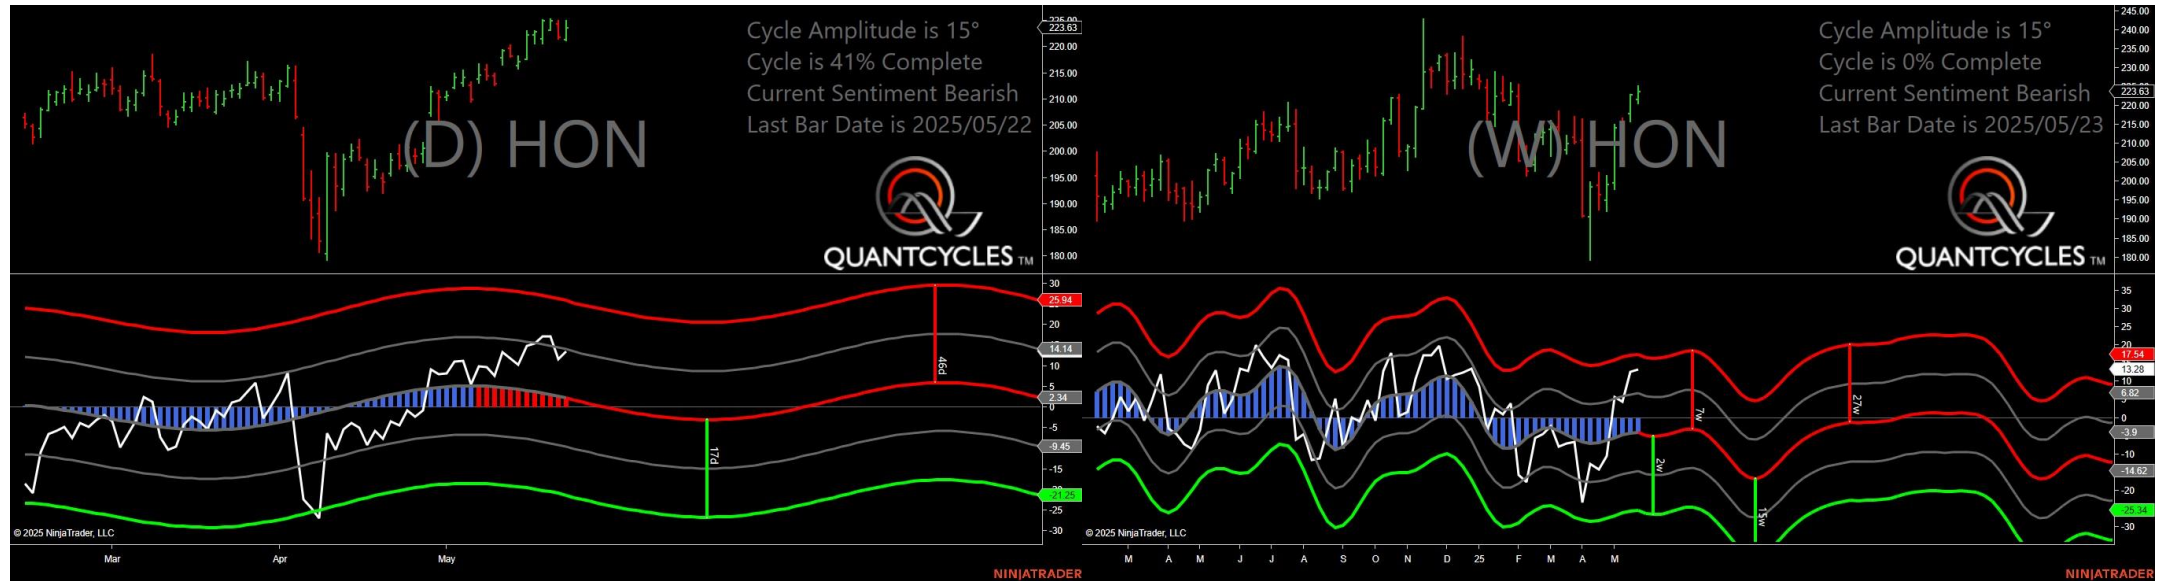 Cycle Amplitude is 15°
Cycle is 41% Complete
Current Sentiment Bearish
Last Bar Date is 2025/05/22
(D) HON
QUANTCYCLES TM
225.00
223.63
220.00
215.00
210.00
205.00
200.00
195.00
190.00
185.00
180.00
30
25.94
20
14.14
10
5
2.34
0
-5
-9.45
-15
-21.25
-25
-30
46d
17d
© 2025 NinjaTrader, LLC
Mar Apr May
NINJATRADER
Cycle Amplitude is 15°
Cycle is 0% Complete
Current Sentiment Bearish
Last Bar Date is 2025/05/23
(W) HON
QUANTCYCLES TM
245.00
240.00
235.00
230.00
223.63
220.00
215.00
210.00
205.00
200.00
195.00
190.00
185.00
180.00
35
30
25
20
17.54
13.28
10
6.82
0
-3.9
-10
-14.62
-20
-25.34
-30
2w
7w
15w
27w
© 2025 NinjaTrader, LLC
M A M J J A S O N D 25 F M A M
NINJATRADER